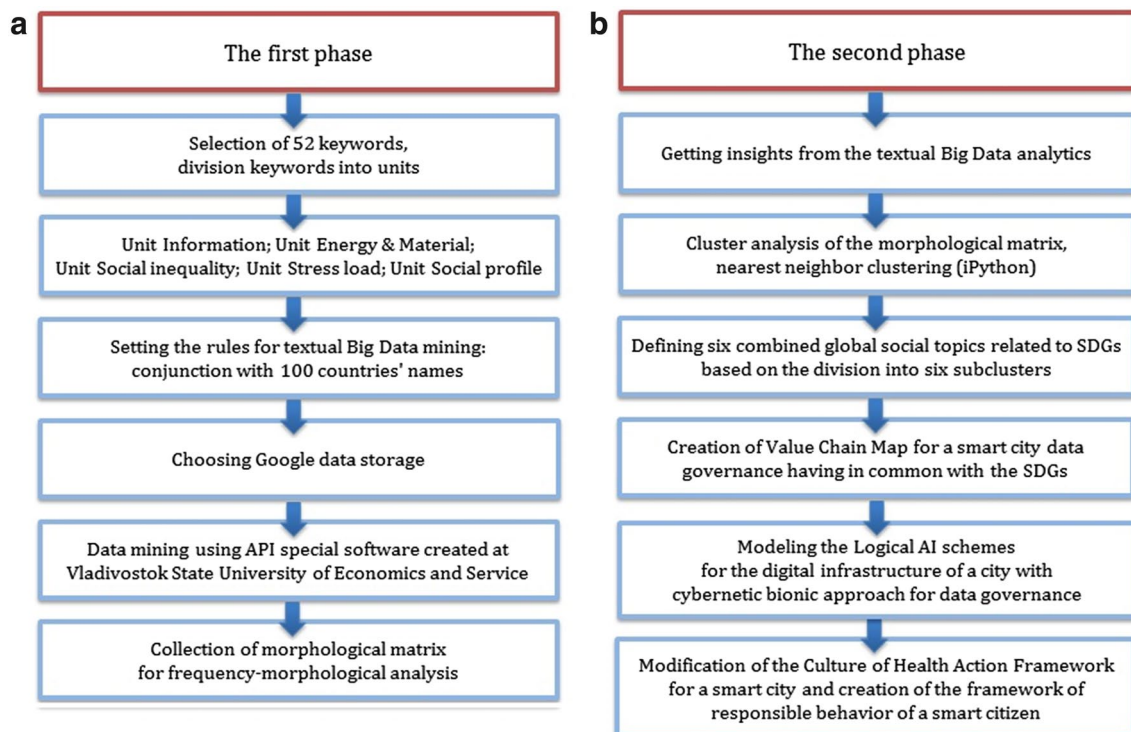 a
The first phase
Selection of 52 keywords,
division keywords into units
Unit Information; Unit Energy & Material;
Unit Social inequality; Unit Stress load; Unit Social profile
Setting the rules for textual Big Data mining:
conjunction with 100 countries' names
Choosing Google data storage
Data mining using API special software created at
Vladivostok State University of Economics and Service
Collection of morphological matrix
for frequency-morphological analysis
b
The second phase
Getting insights from the textual Big Data analytics
Cluster analysis of the morphological matrix,
nearest neighbor clustering (iPython)
Defining six combined global social topics related to SDGs
based on the division into six subclusters
Creation of Value Chain Map for a smart city data
governance having in common with the SDGs
Modeling the Logical AI schemes
for the digital infrastructure of a city with
cybernetic bionic approach for data governance
Modification of the Culture of Health Action Framework
for a smart city and creation of the framework of
responsible behavior of a smart citizen